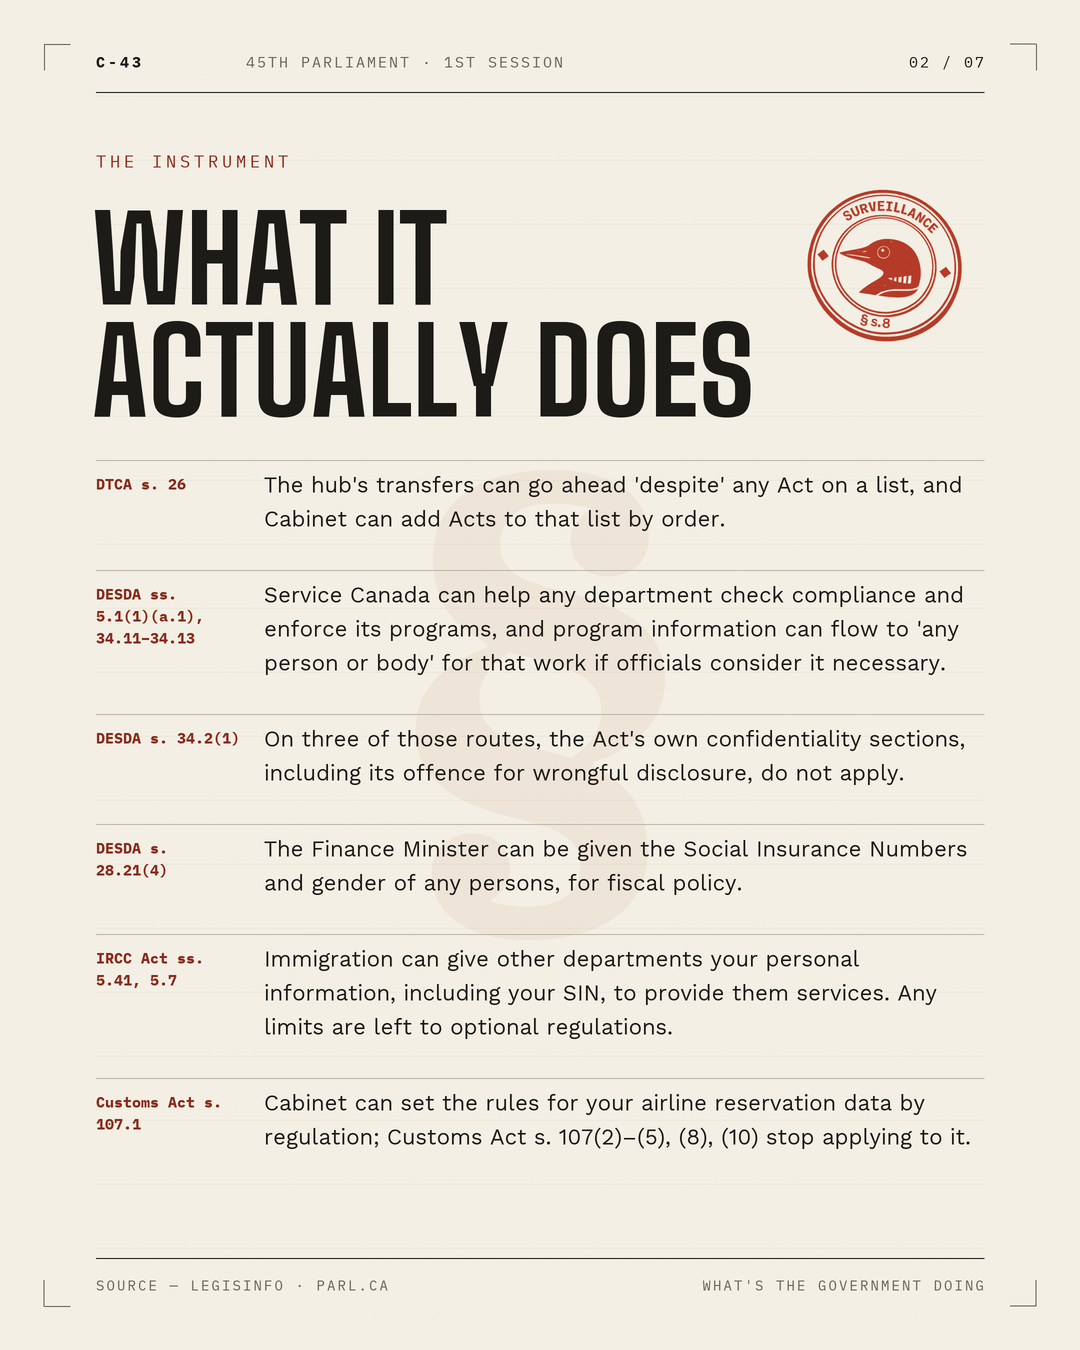 C-43 45TH PARLIAMENT · 1ST SESSION 02 / 07
THE INSTRUMENT
WHAT IT
ACTUALLY DOES
SURVEILLANCE
§ s.8
DTCA s. 26
The hub's transfers can go ahead 'despite' any Act on a list, and
Cabinet can add Acts to that list by order.
DESDA ss.
5.1(1)(a.1),
34.11–34.13
Service Canada can help any department check compliance and
enforce its programs, and program information can flow to 'any
person or body' for that work if officials consider it necessary.
DESDA s. 34.2(1)
On three of those routes, the Act's own confidentiality sections,
including its offence for wrongful disclosure, do not apply.
DESDA s.
28.21(4)
The Finance Minister can be given the Social Insurance Numbers
and gender of any persons, for fiscal policy.
IRCC Act ss.
5.41, 5.7
Immigration can give other departments your personal
information, including your SIN, to provide them services. Any
limits are left to optional regulations.
Customs Act s.
107.1
Cabinet can set the rules for your airline reservation data by
regulation; Customs Act s. 107(2)–(5), (8), (10) stop applying to it.
SOURCE — LEGISINFO · PARL.CA
WHAT'S THE GOVERNMENT DOING
§